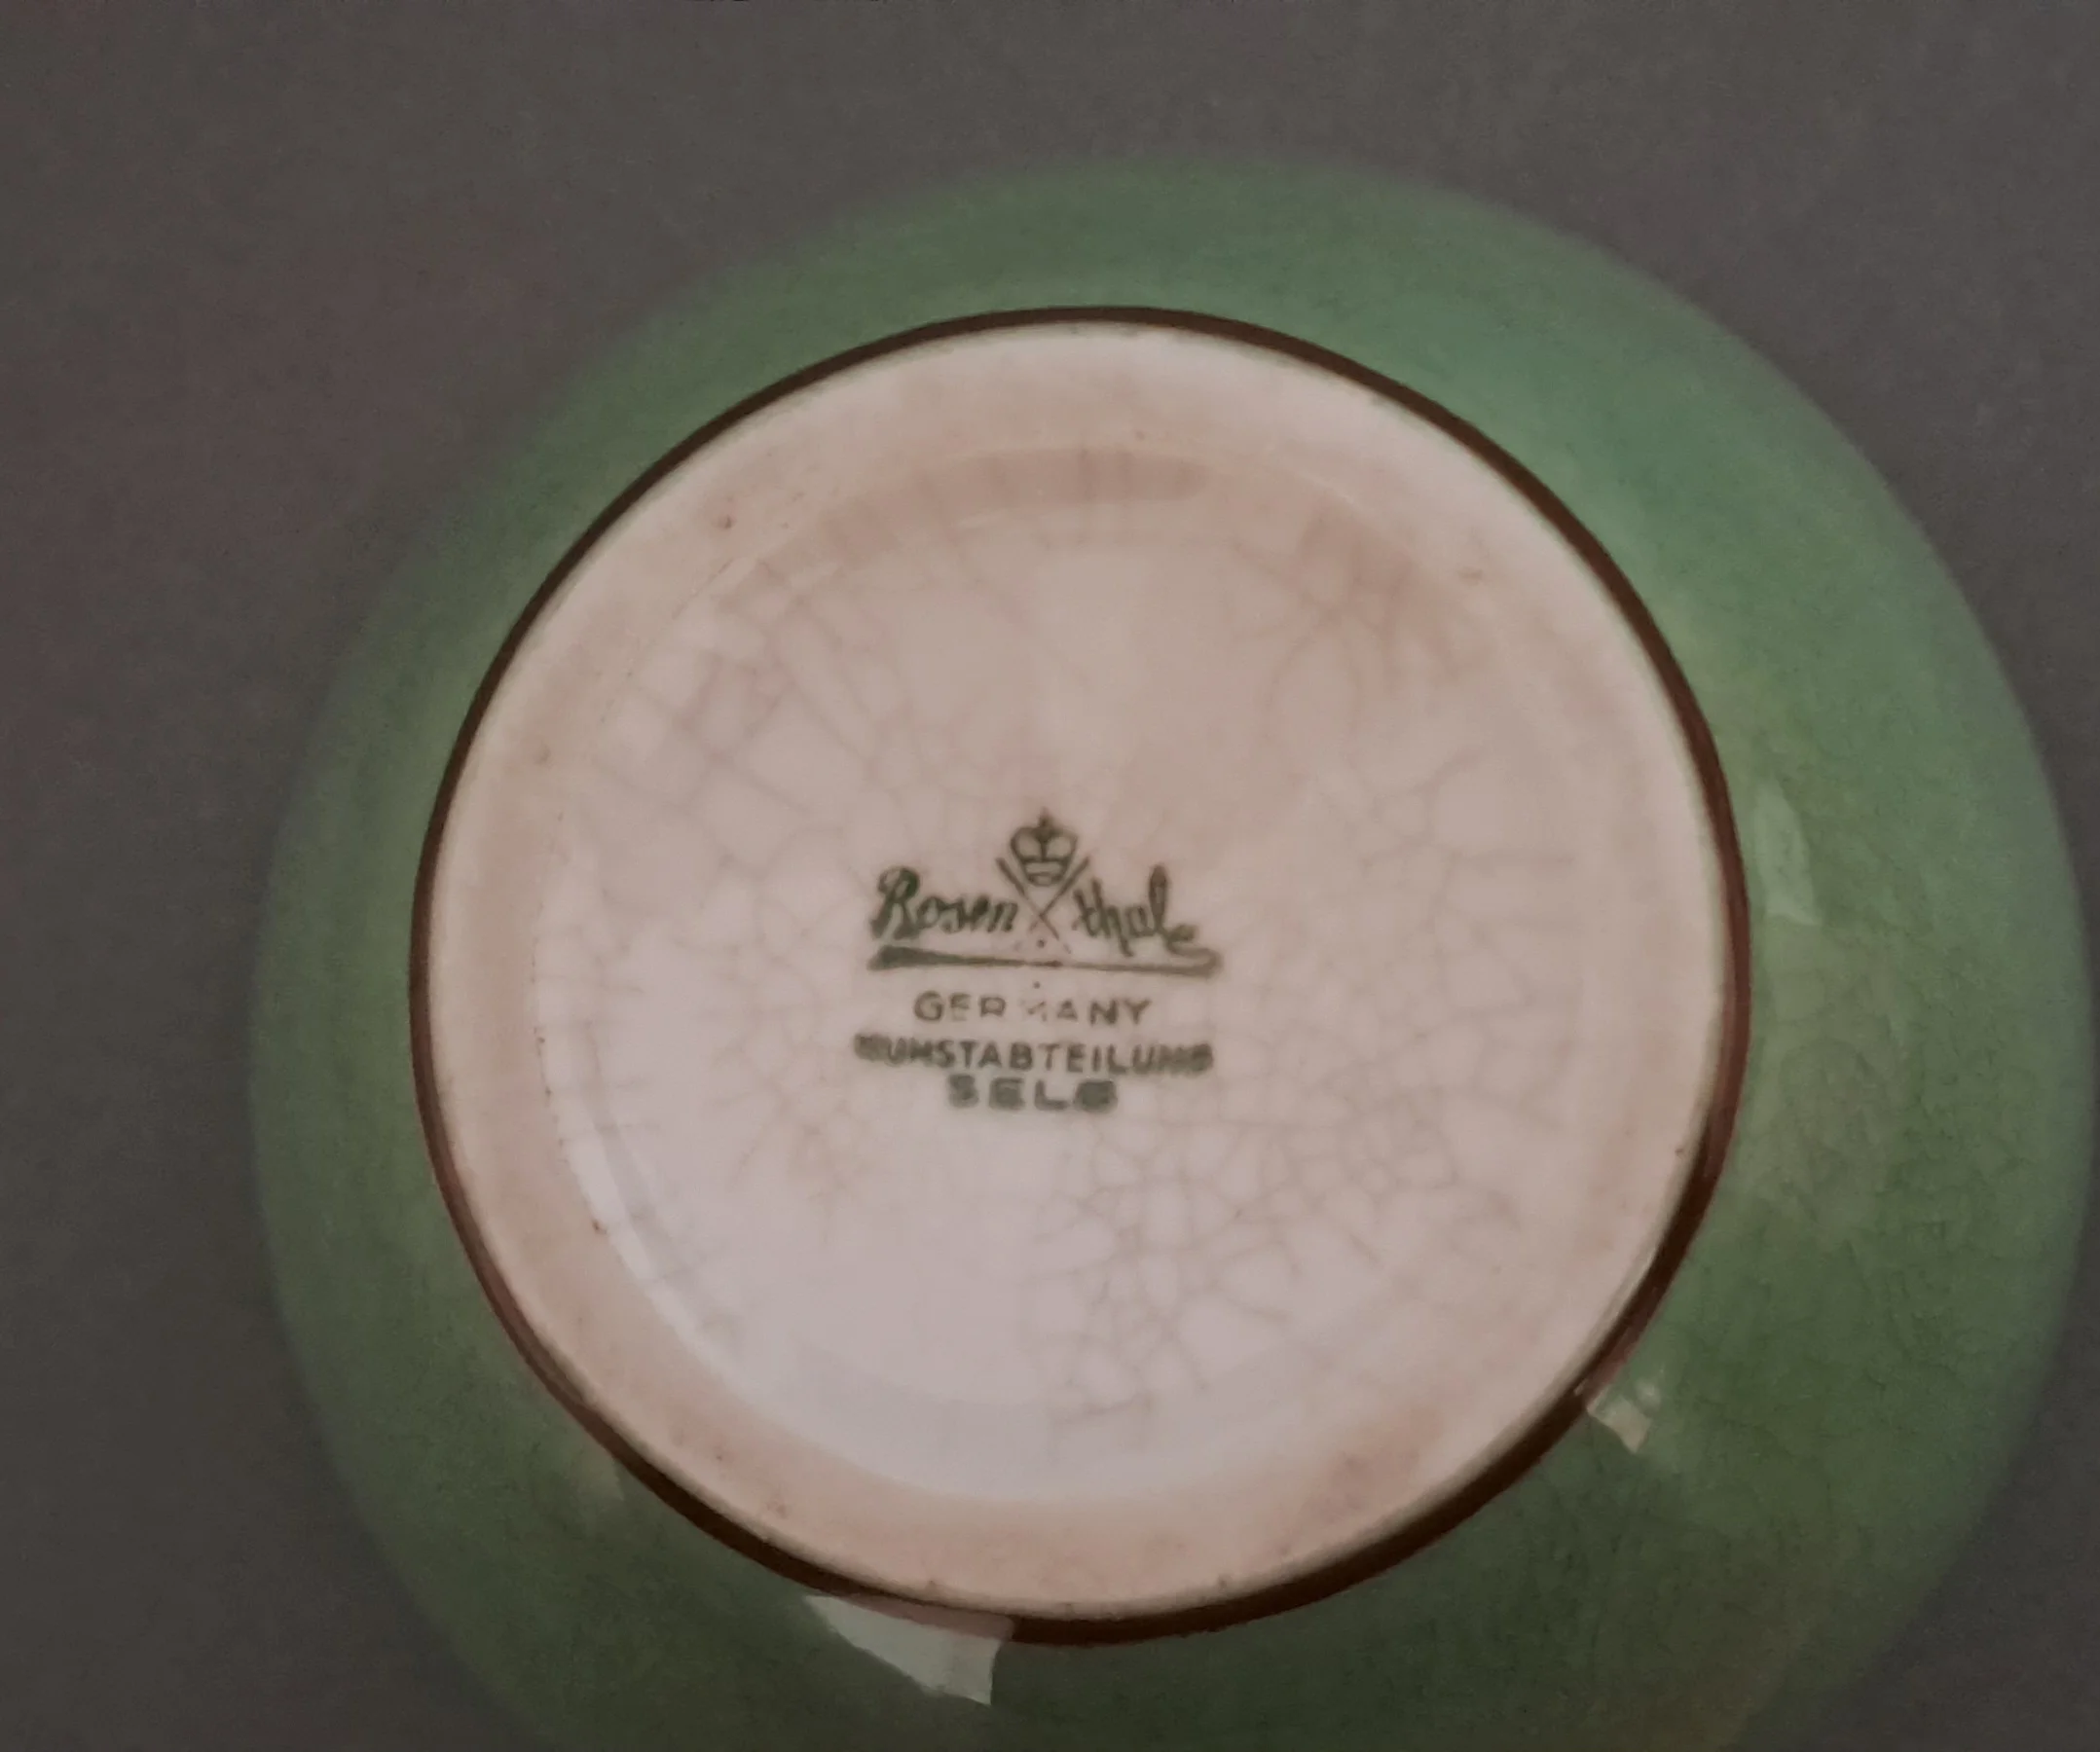 Rosenthal
GERMANY
KUNSTABTEILUNG
SELB